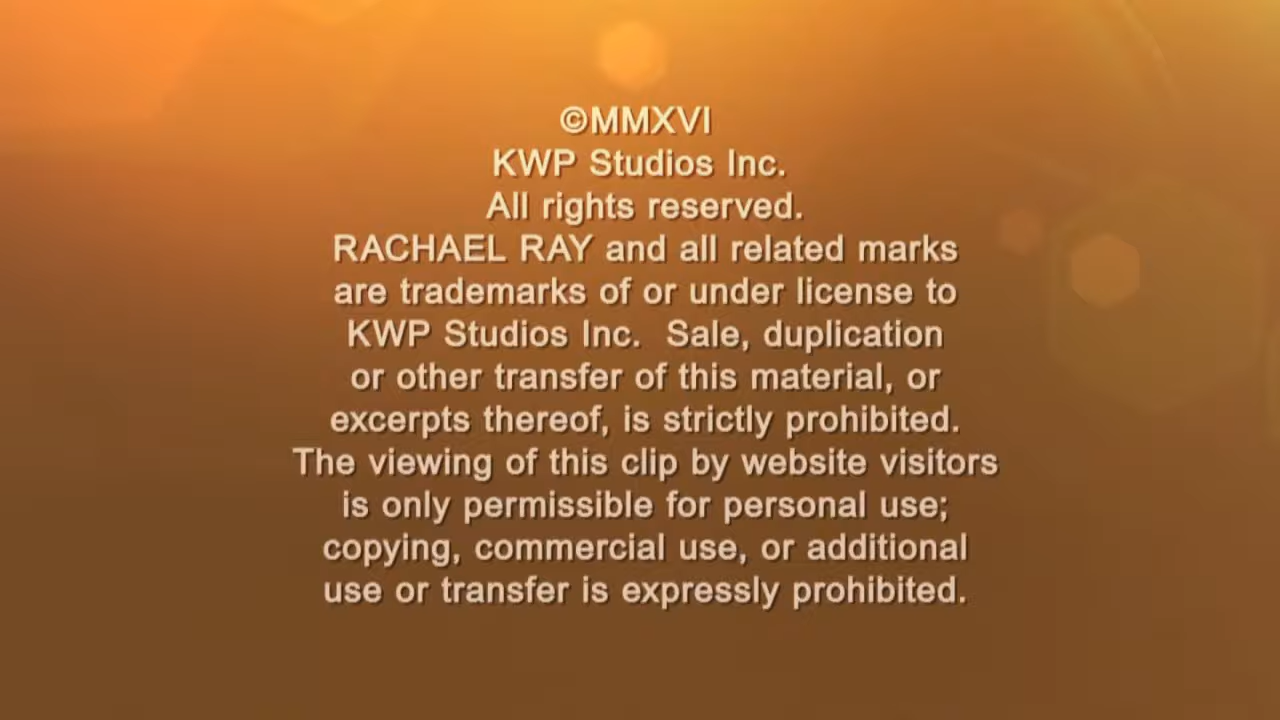 ©MMXVI
KWP Studios Inc.
All rights reserved.
RACHAEL RAY and all related marks
are trademarks of or under license to
KWP Studios Inc.  Sale, duplication
or other transfer of this material, or
excerpts thereof, is strictly prohibited.
The viewing of this clip by website visitors
is only permissible for personal use;
copying, commercial use, or additional
use or transfer is expressly prohibited.